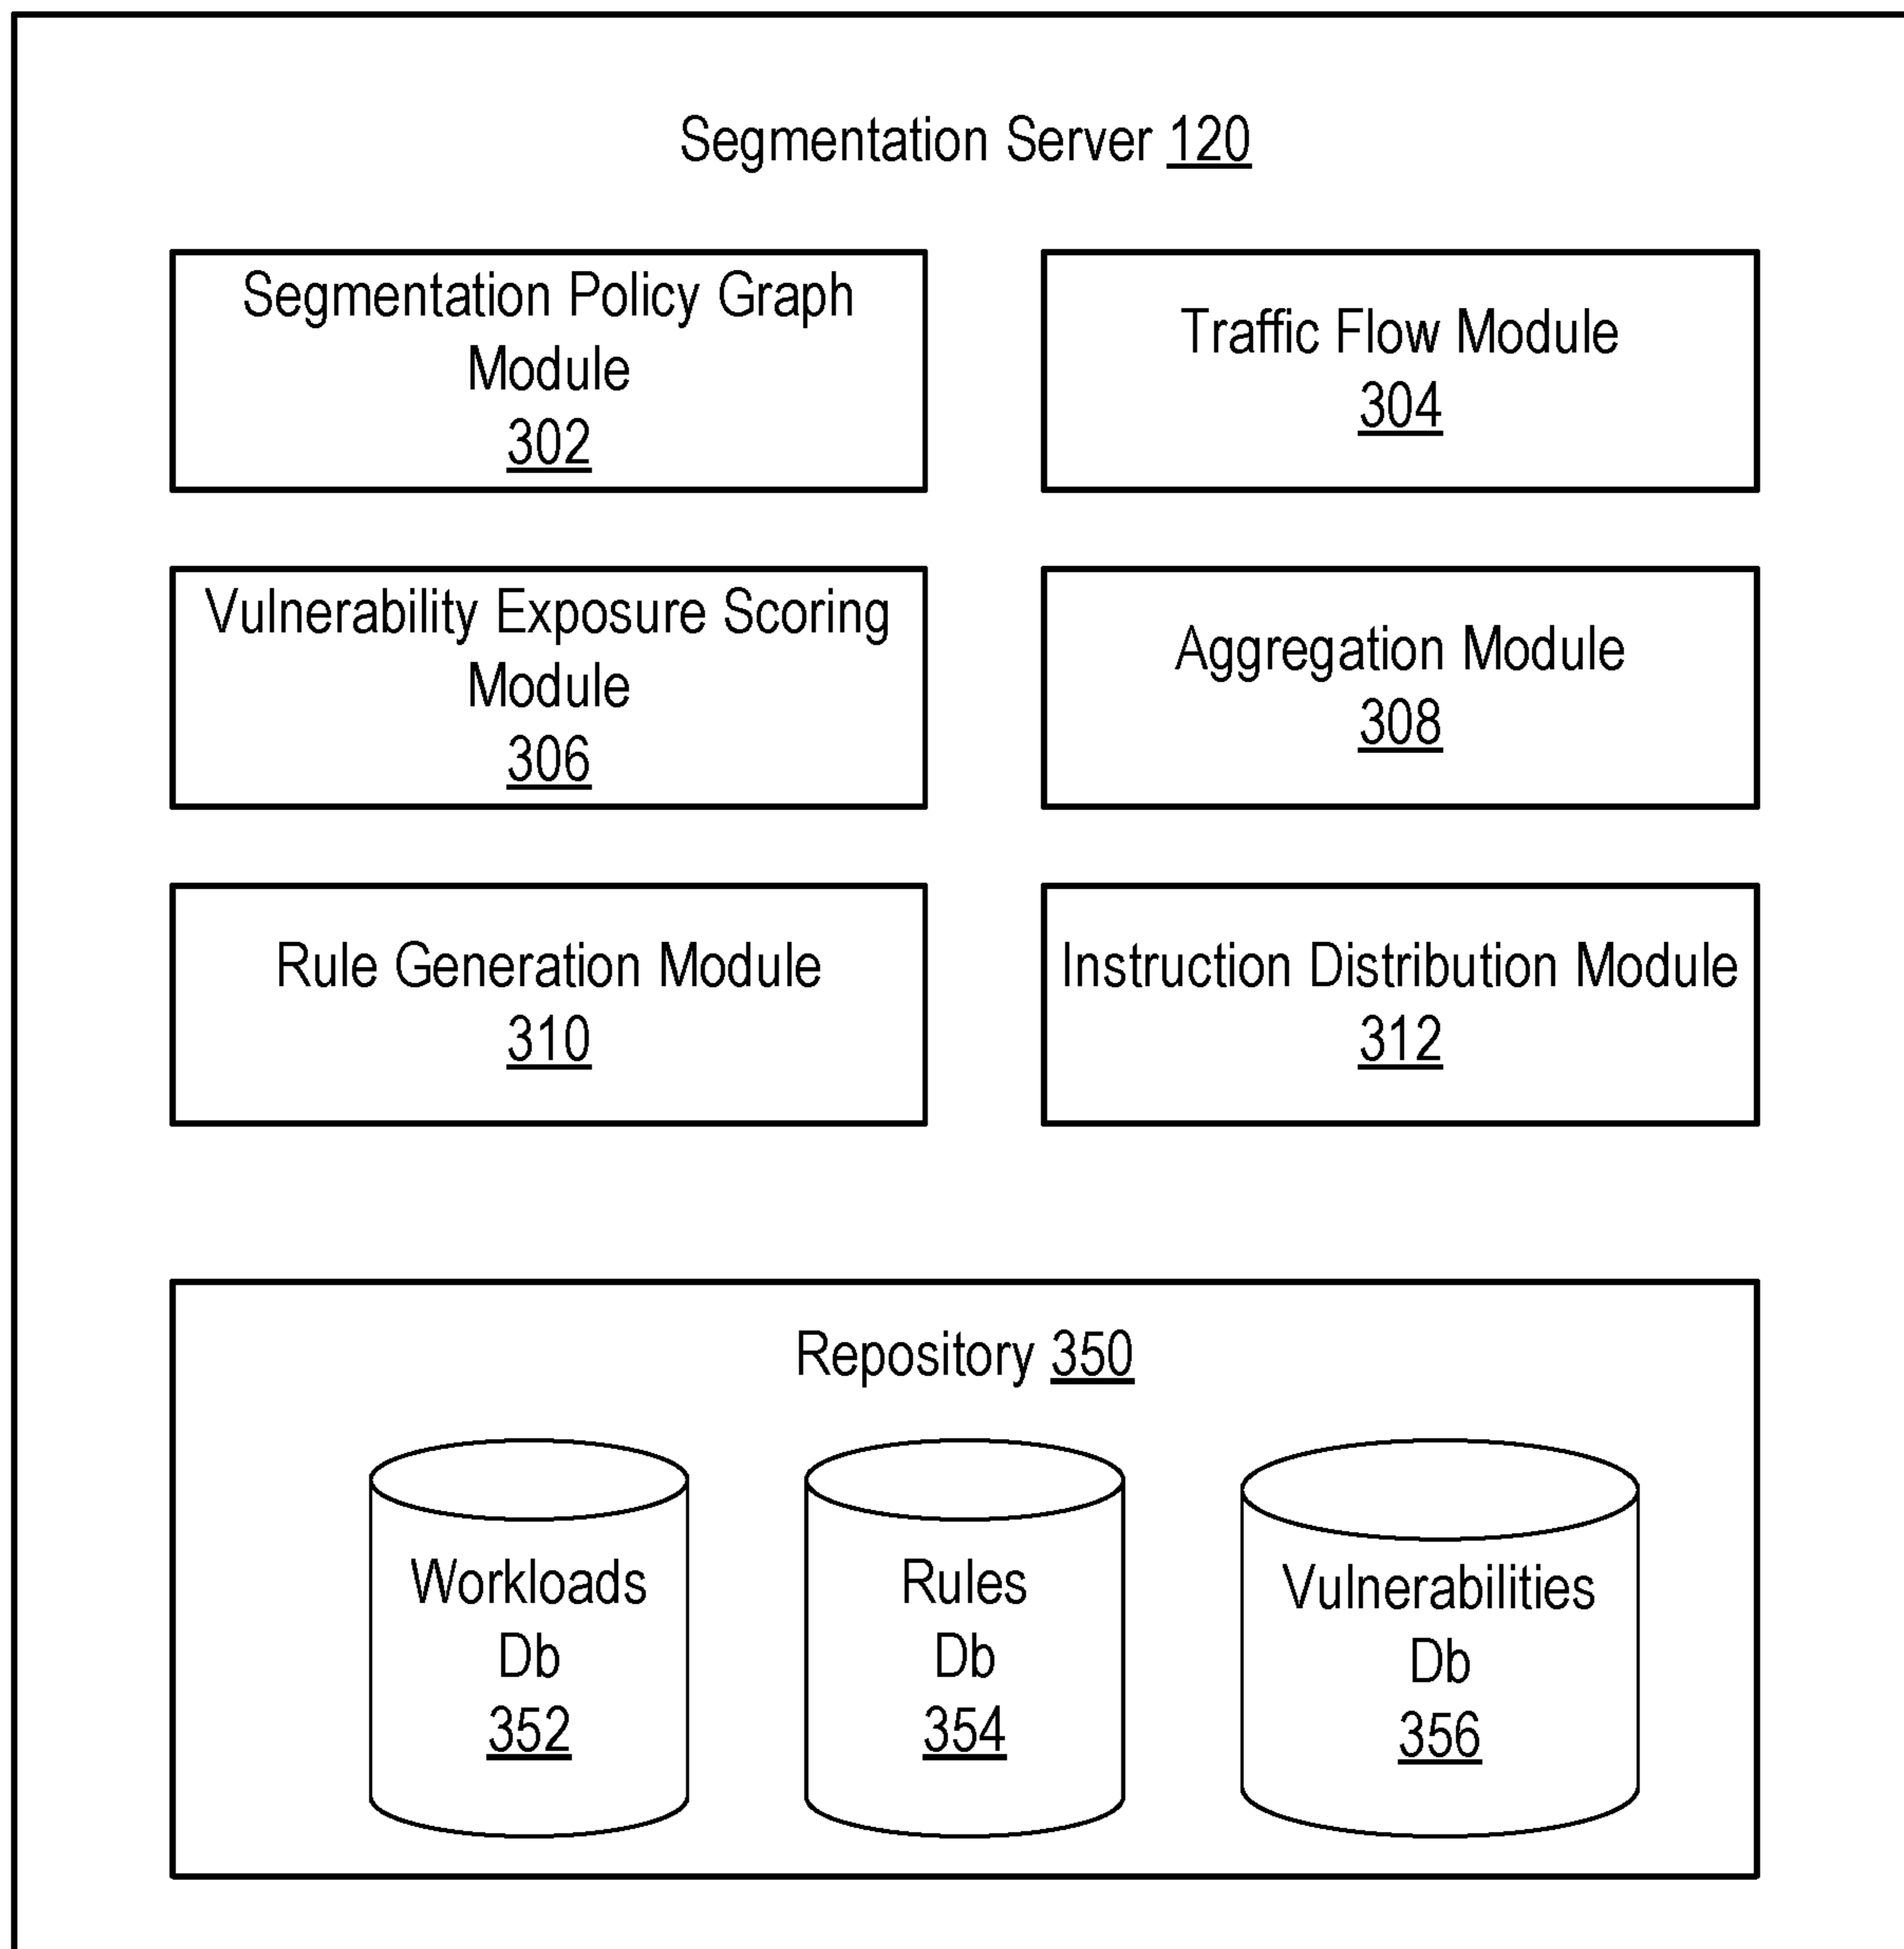 Segmentation Server 120
Segmentation Policy Graph
Module
302
Traffic Flow Module
304
Vulnerability Exposure Scoring
Module
306
Aggregation Module
308
Rule Generation Module
310
Instruction Distribution Module
312
Repository 350
Workloads
Db
352
Rules
Db
354
Vulnerabilities
Db
356